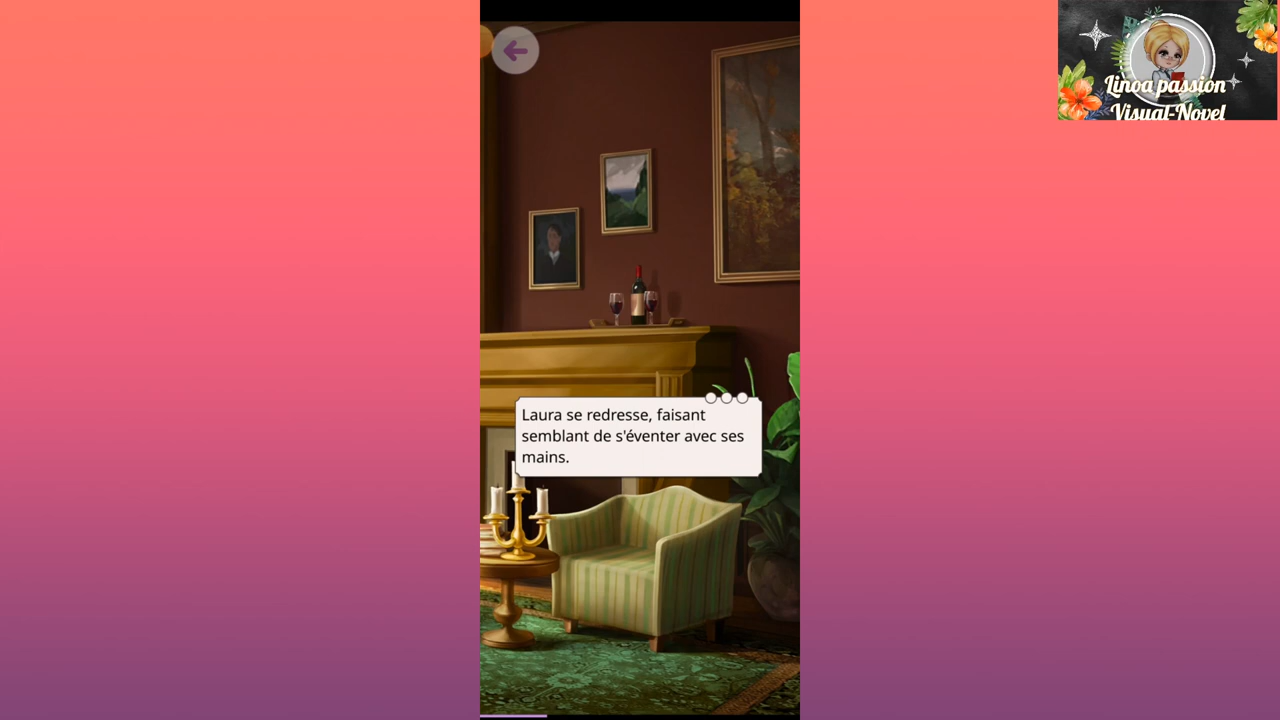 Linoa passion
Visual-Novel
Laura se redresse, faisant
semblant de s'éventer avec ses
mains.